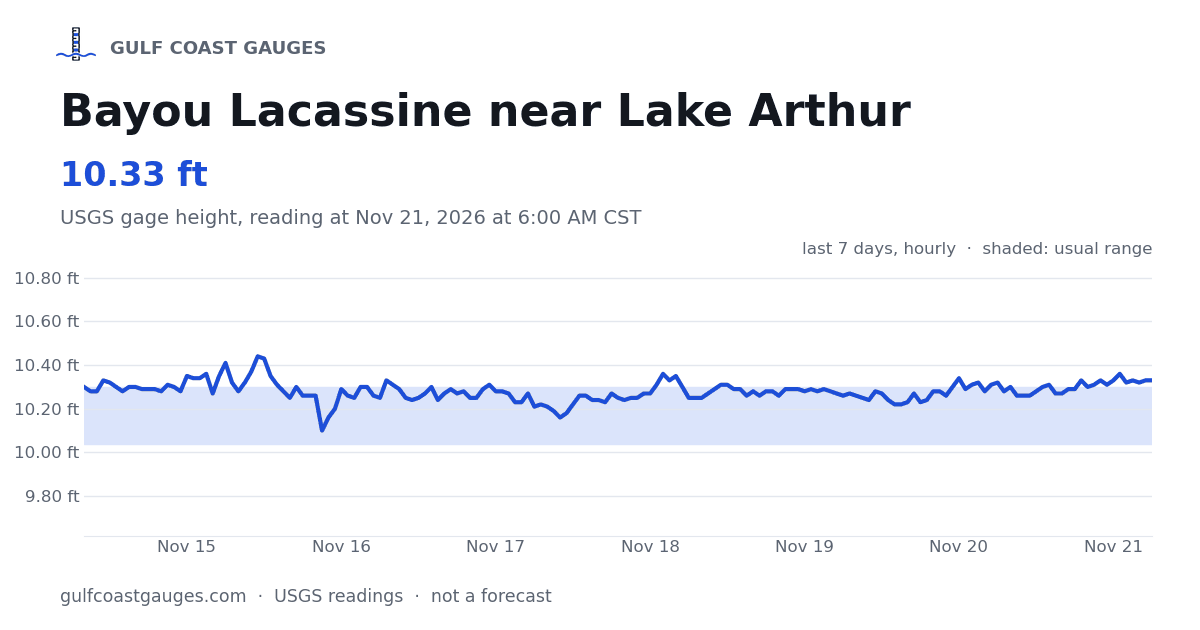 GULF COAST GAUGES
Bayou Lacassine near Lake Arthur
10.33 ft
USGS gage height, reading at Nov 21, 2026 at 6:00 AM CST
last 7 days, hourly · shaded: usual range
10.80 ft
10.60 ft
10.40 ft
10.20 ft
10.00 ft
9.80 ft
Nov 15 Nov 16 Nov 17 Nov 18 Nov 19 Nov 20 Nov 21
gulfcoastgauges.com · USGS readings · not a forecast